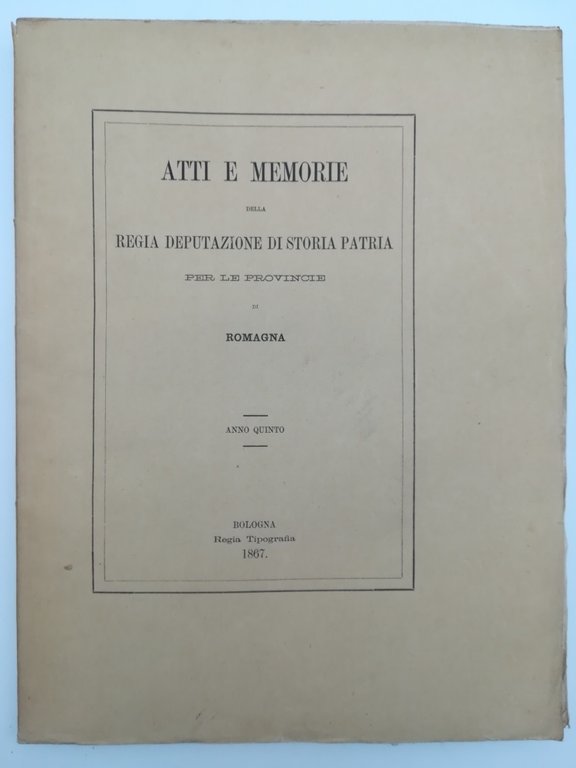 ATTI E MEMORIE
DELLA
REGIA DEPUTAZIONE DI STORIA PATRIA
PER LE PROVINCIE
DI
ROMAGNA
ANNO QUINTO
BOLOGNA
Regia Tipografia
1867.